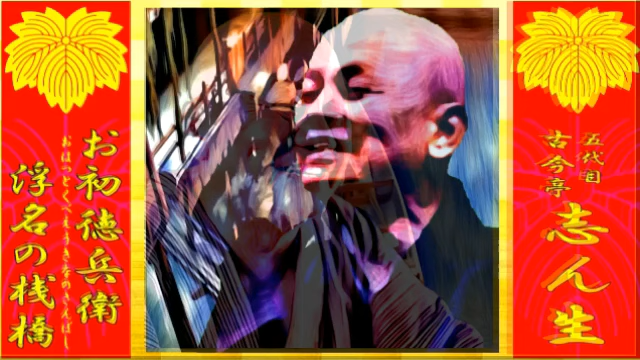 五代目
古今亭
志ん生
お初徳兵衛
おはつとくべえうきなのさんばし
浮名の桟橋